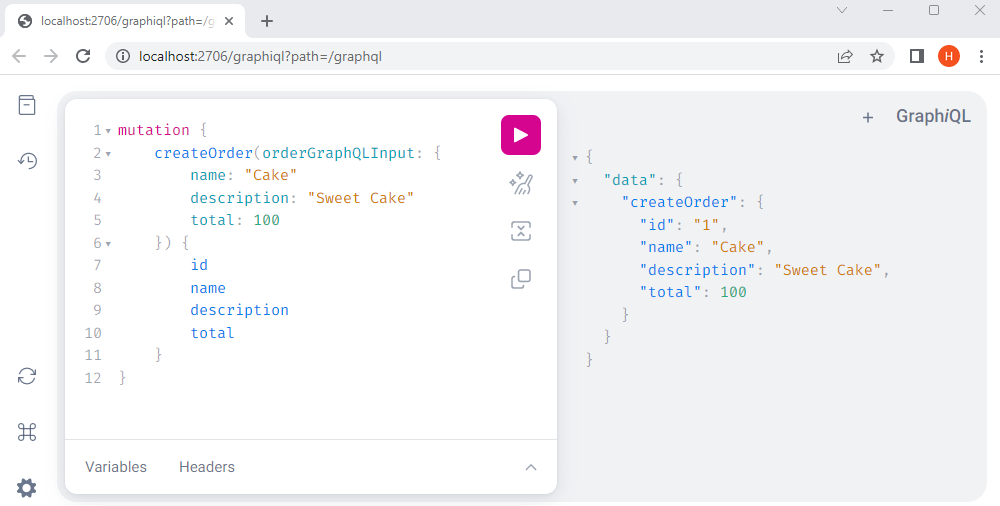 localhost:2706/graphiql?path=/g
localhost:2706/graphiql?path=/graphql
H
GraphiQL
1 mutation {
2 createOrder(orderGraphQLInput: {
3 name: "Cake"
4 description: "Sweet Cake"
5 total: 100
6 }) {
7 id
8 name
9 description
10 total
11 }
12 }
Variables Headers
{
"data": {
"createOrder": {
"id": "1",
"name": "Cake",
"description": "Sweet Cake",
"total": 100
}
}
}